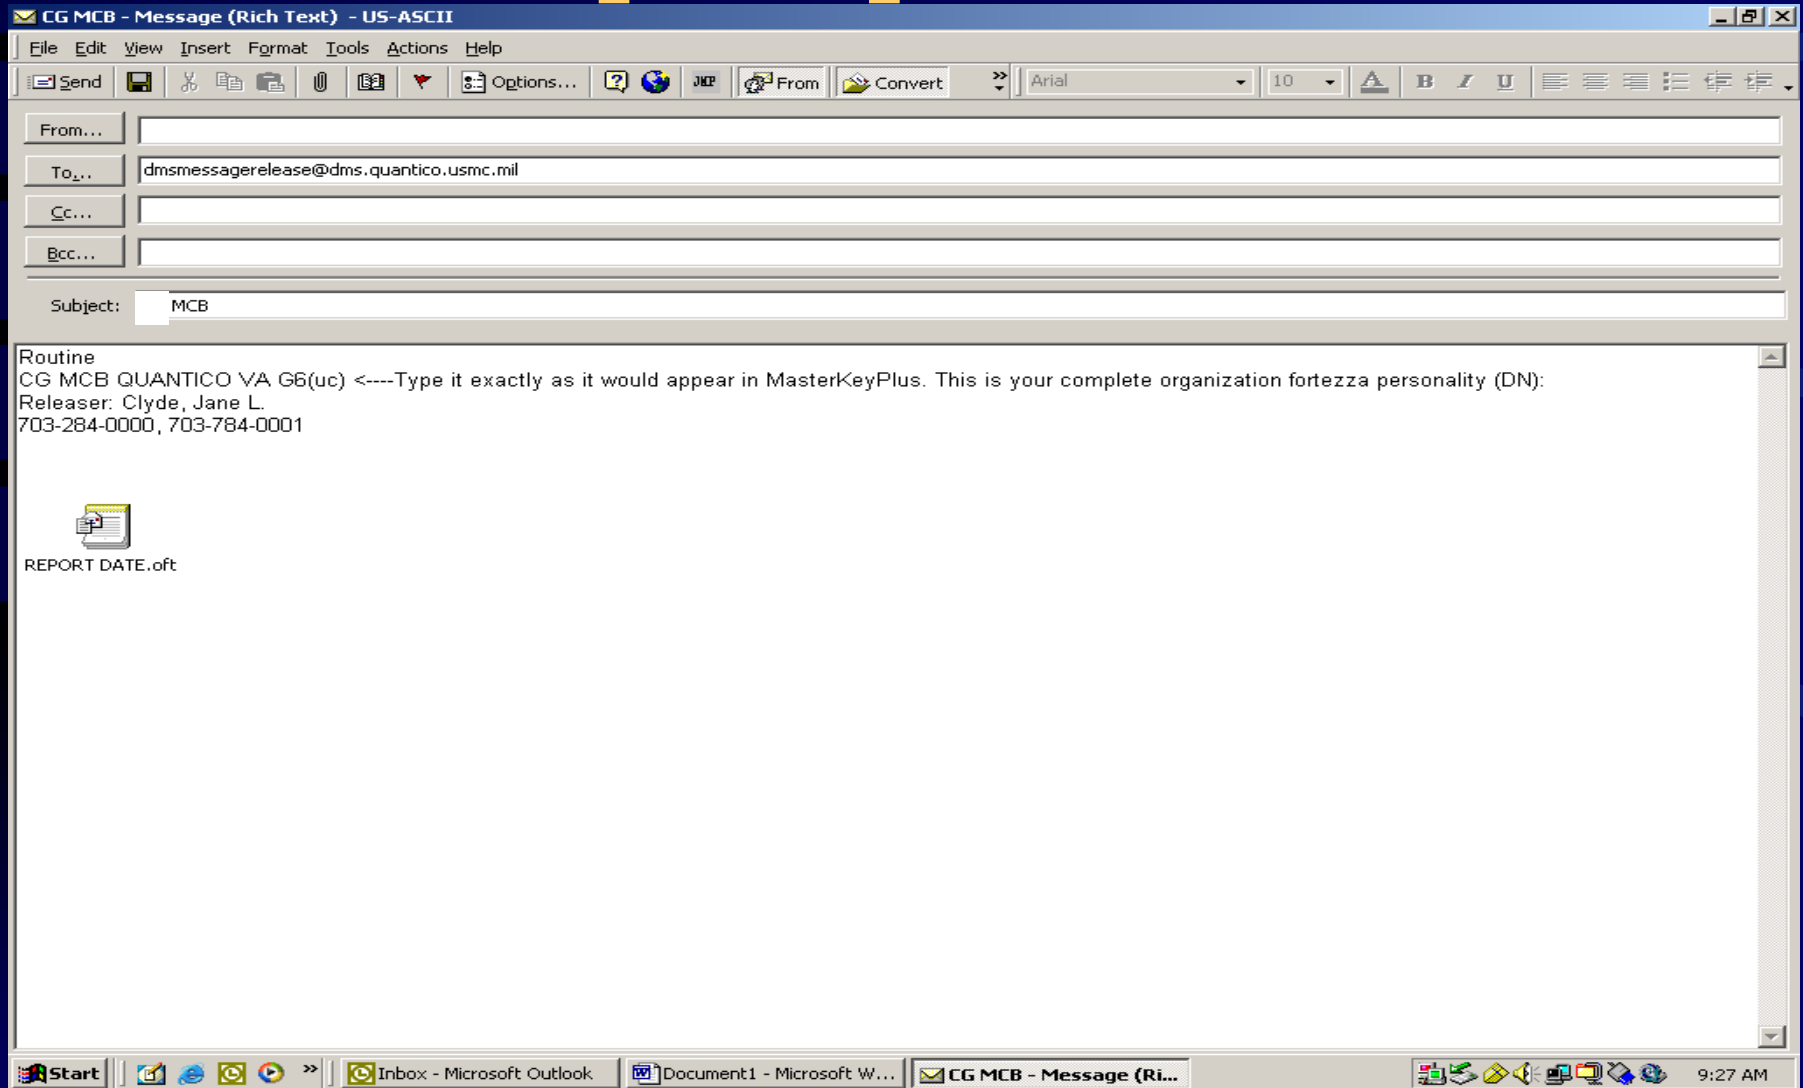 CG MCB - Message (Rich Text) - US-ASCII
File Edit View Insert Format Tools Actions Help
Send Options... JMP From Convert » Arial 10 A B I U
From...
To... dmsmessagerelease@dms.quantico.usmc.mil
Cc...
Bcc...
Subject: MCB
Routine
CG MCB QUANTICO VA G6(uc) <----Type it exactly as it would appear in MasterKeyPlus. This is your complete organization fortezza personality (DN):
Releaser: Clyde, Jane L.
703-284-0000, 703-784-0001
REPORT DATE.oft
Start » Inbox - Microsoft Outlook Document1 - Microsoft W... CG MCB - Message (Ri... 9:27 AM